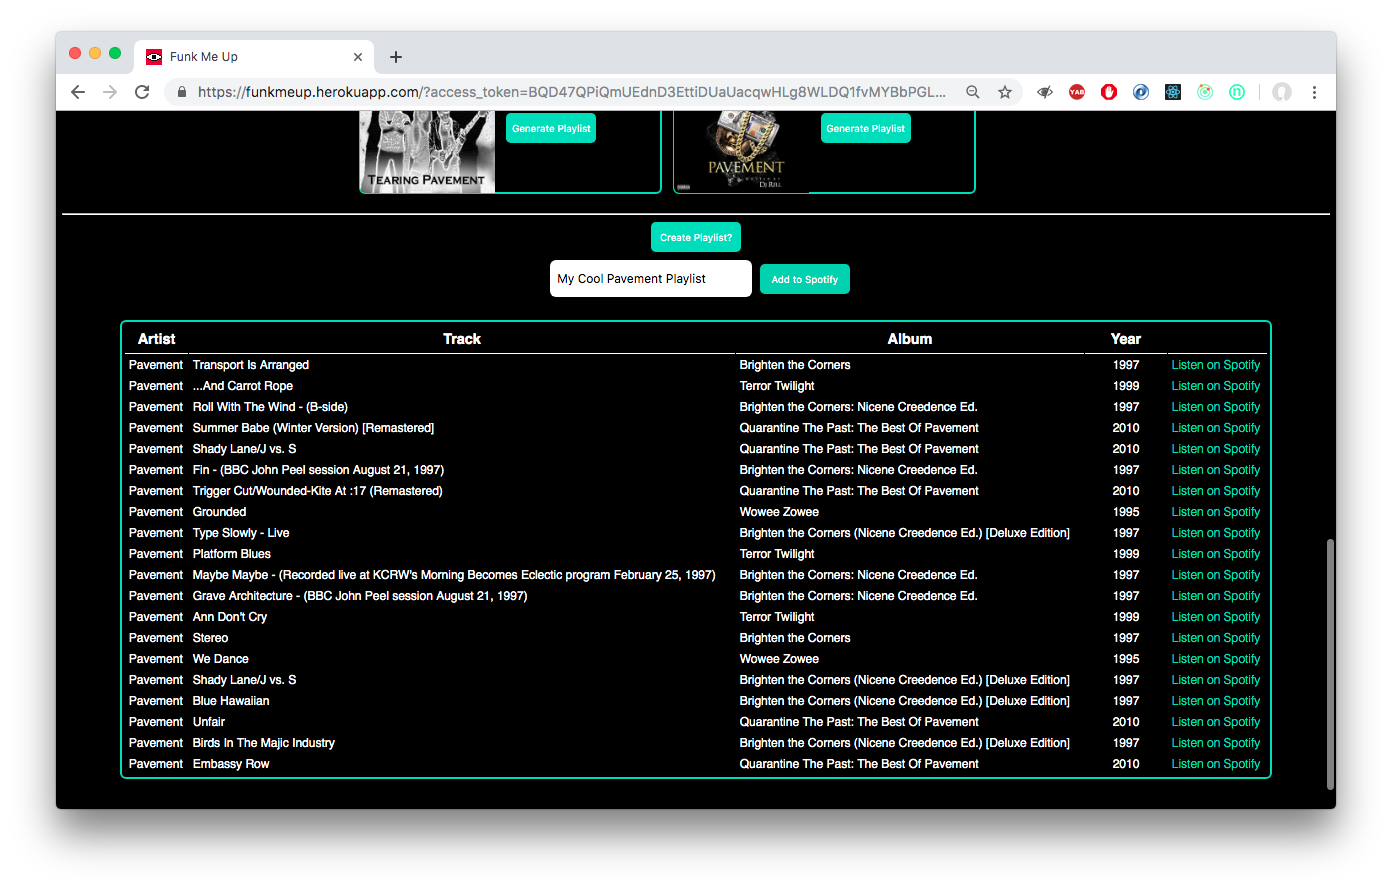 Funk Me Up
https://funkmeup.herokuapp.com/?access_token=BQD47QPiQmUEdnD3EttiDUaUacqwHLg8WLDQ1fvMYBbPGL...
YAB
n
TEARING PAVEMENT
Generate Playlist
PAVEMENT
DJ RELL
Generate Playlist
Create Playlist?
My Cool Pavement Playlist Add to Spotify
Artist Track Album Year
Pavement Transport Is Arranged Brighten the Corners 1997 Listen on Spotify
Pavement ...And Carrot Rope Terror Twilight 1999 Listen on Spotify
Pavement Roll With The Wind - (B-side) Brighten the Corners: Nicene Creedence Ed. 1997 Listen on Spotify
Pavement Summer Babe (Winter Version) [Remastered] Quarantine The Past: The Best Of Pavement 2010 Listen on Spotify
Pavement Shady Lane/J vs. S Quarantine The Past: The Best Of Pavement 2010 Listen on Spotify
Pavement Fin - (BBC John Peel session August 21, 1997) Brighten the Corners: Nicene Creedence Ed. 1997 Listen on Spotify
Pavement Trigger Cut/Wounded-Kite At :17 (Remastered) Quarantine The Past: The Best Of Pavement 2010 Listen on Spotify
Pavement Grounded Wowee Zowee 1995 Listen on Spotify
Pavement Type Slowly - Live Brighten the Corners (Nicene Creedence Ed.) [Deluxe Edition] 1997 Listen on Spotify
Pavement Platform Blues Terror Twilight 1999 Listen on Spotify
Pavement Maybe Maybe - (Recorded live at KCRW's Morning Becomes Eclectic program February 25, 1997) Brighten the Corners: Nicene Creedence Ed. 1997 Listen on Spotify
Pavement Grave Architecture - (BBC John Peel session August 21, 1997) Brighten the Corners: Nicene Creedence Ed. 1997 Listen on Spotify
Pavement Ann Don't Cry Terror Twilight 1999 Listen on Spotify
Pavement Stereo Brighten the Corners 1997 Listen on Spotify
Pavement We Dance Wowee Zowee 1995 Listen on Spotify
Pavement Shady Lane/J vs. S Brighten the Corners (Nicene Creedence Ed.) [Deluxe Edition] 1997 Listen on Spotify
Pavement Blue Hawaiian Brighten the Corners (Nicene Creedence Ed.) [Deluxe Edition] 1997 Listen on Spotify
Pavement Unfair Quarantine The Past: The Best Of Pavement 2010 Listen on Spotify
Pavement Birds In The Majic Industry Brighten the Corners (Nicene Creedence Ed.) [Deluxe Edition] 1997 Listen on Spotify
Pavement Embassy Row Quarantine The Past: The Best Of Pavement 2010 Listen on Spotify